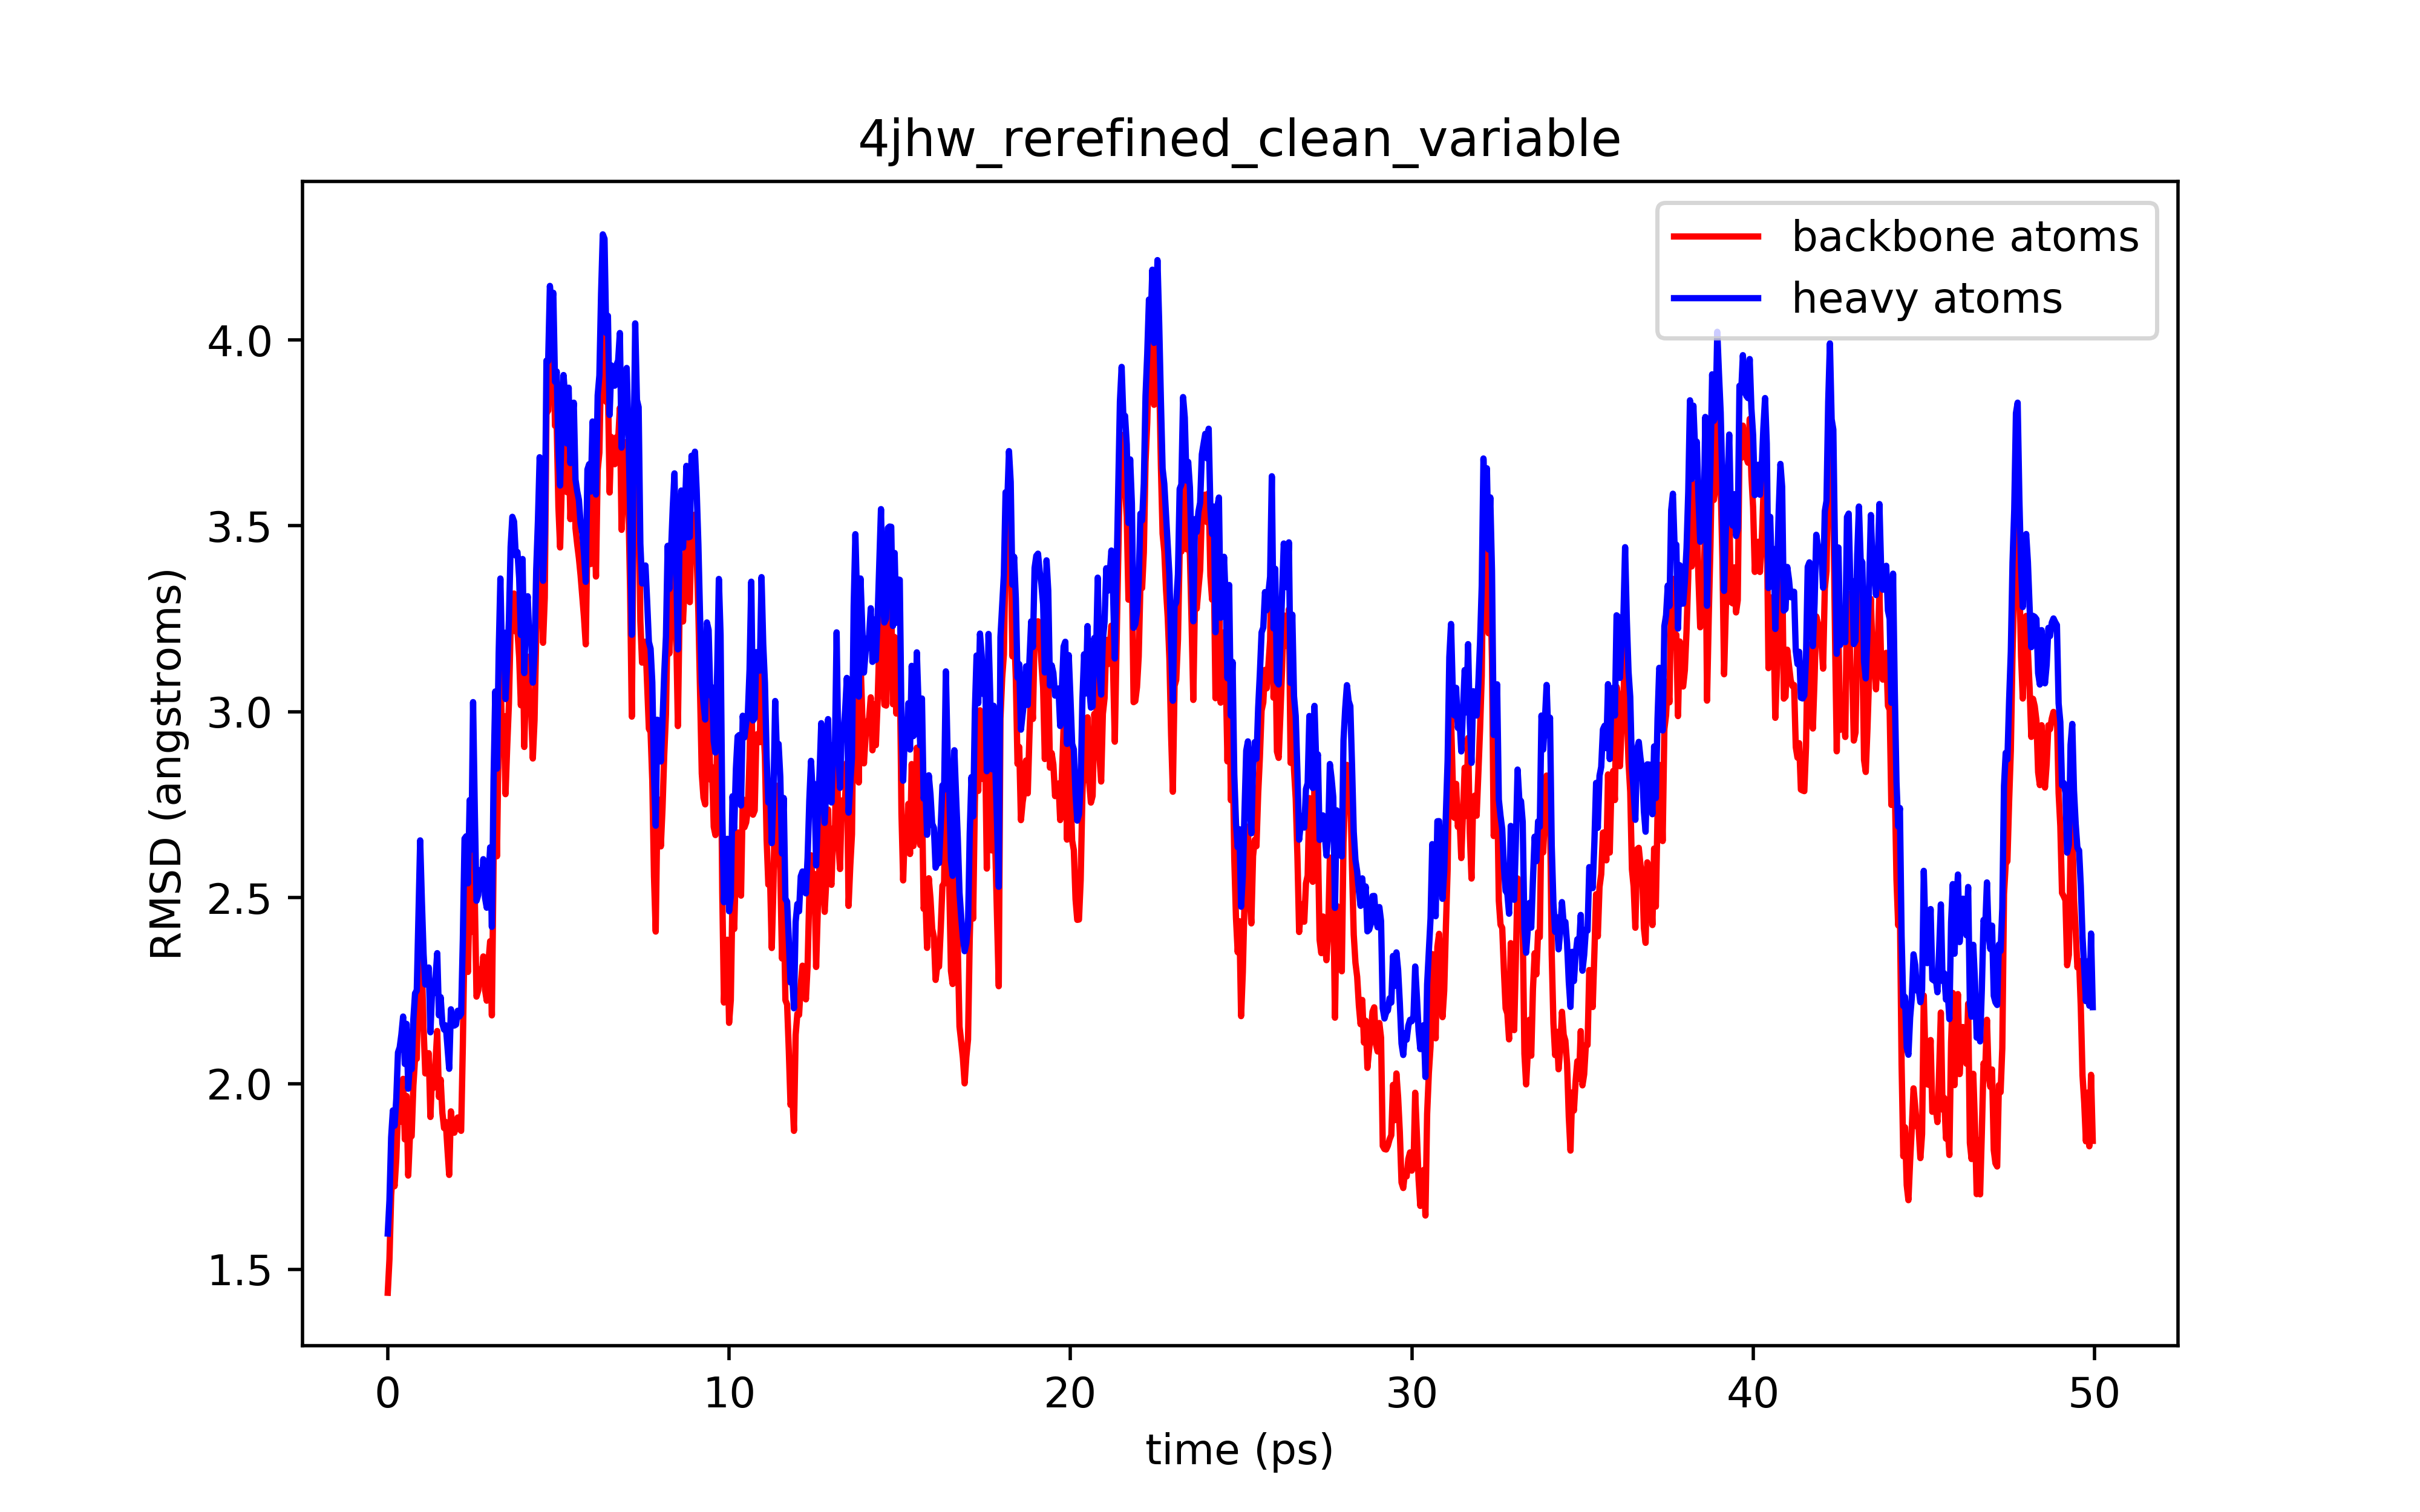 4jhw_rerefined_clean_variable
backbone atoms
heavy atoms
RMSD (angstroms)
4.0
3.5
3.0
2.5
2.0
1.5
0 10 20 30 40 50
time (ps)